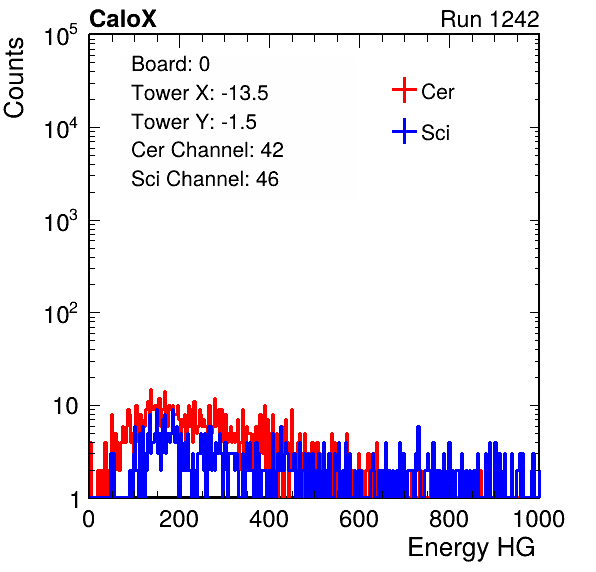 CaloX Run 1242
Board: 0
Tower X: -13.5
Tower Y: -1.5
Cer Channel: 42
Sci Channel: 46
Cer
Sci
Counts
10^5
10^4
10^3
10^2
10
1
0 200 400 600 800 1000
Energy HG